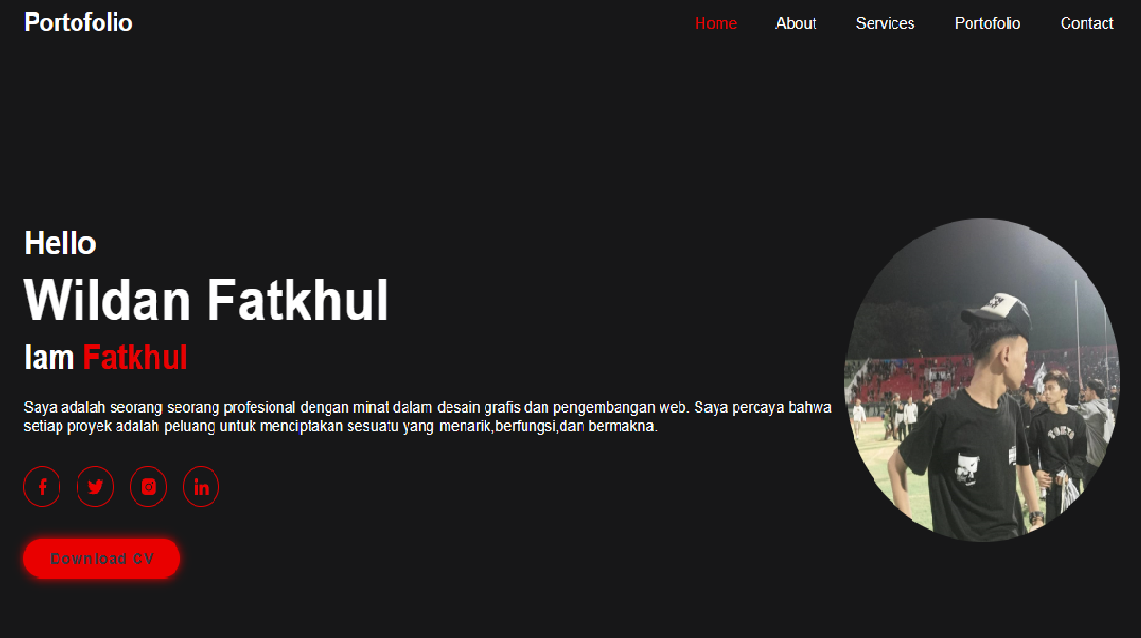 Portofolio
Home About Services Portofolio Contact
Hello
Wildan Fatkhul
Iam Fatkhul
Saya adalah seorang seorang profesional dengan minat dalam desain grafis dan pengembangan web. Saya percaya bahwa
setiap proyek adalah peluang untuk menciptakan sesuatu yang menarik,berfungsi,dan bermakna.
Download CV